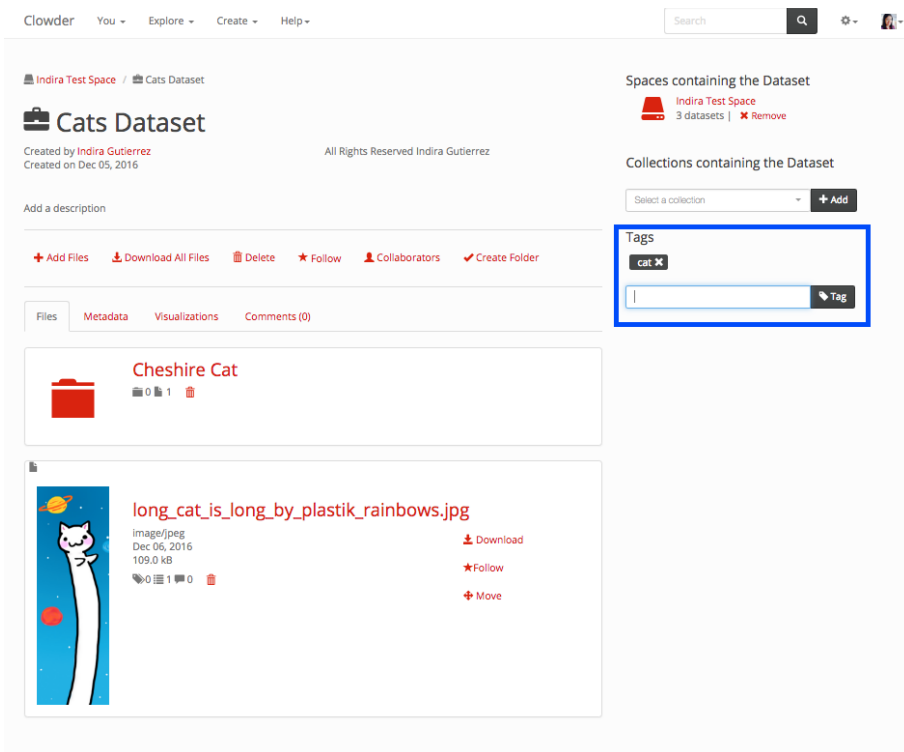 Clowder You Explore Create Help Search
Indira Test Space / Cats Dataset
Cats Dataset
Created by Indira Gutierrez
Created on Dec 05, 2016
All Rights Reserved Indira Gutierrez
Add a description
Add Files Download All Files Delete Follow Collaborators Create Folder
Files Metadata Visualizations Comments (0)
Cheshire Cat
0 1
long_cat_is_long_by_plastik_rainbows.jpg
image/jpeg
Dec 06, 2016
109.0 kB
0 1 0
Download
Follow
Move
Spaces containing the Dataset
Indira Test Space
3 datasets | Remove
Collections containing the Dataset
Select a collection Add
Tags
cat
Tag